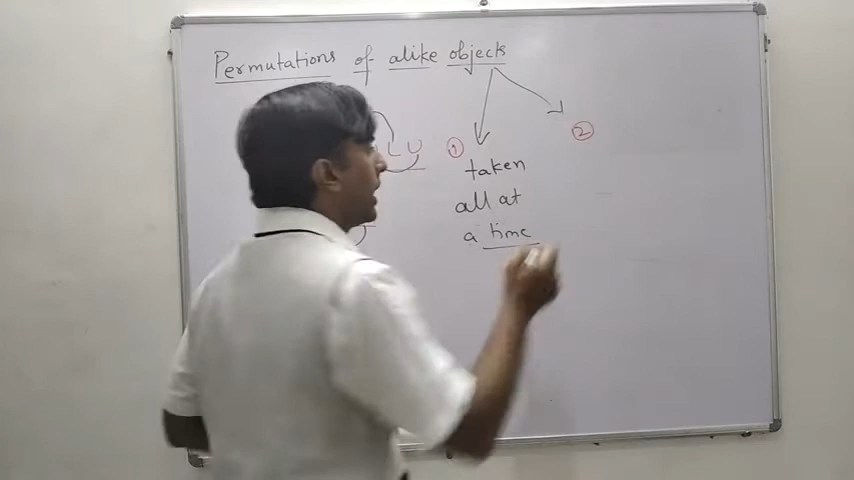 Permutations of alike objects
L U
①
②
taken
all at
a time